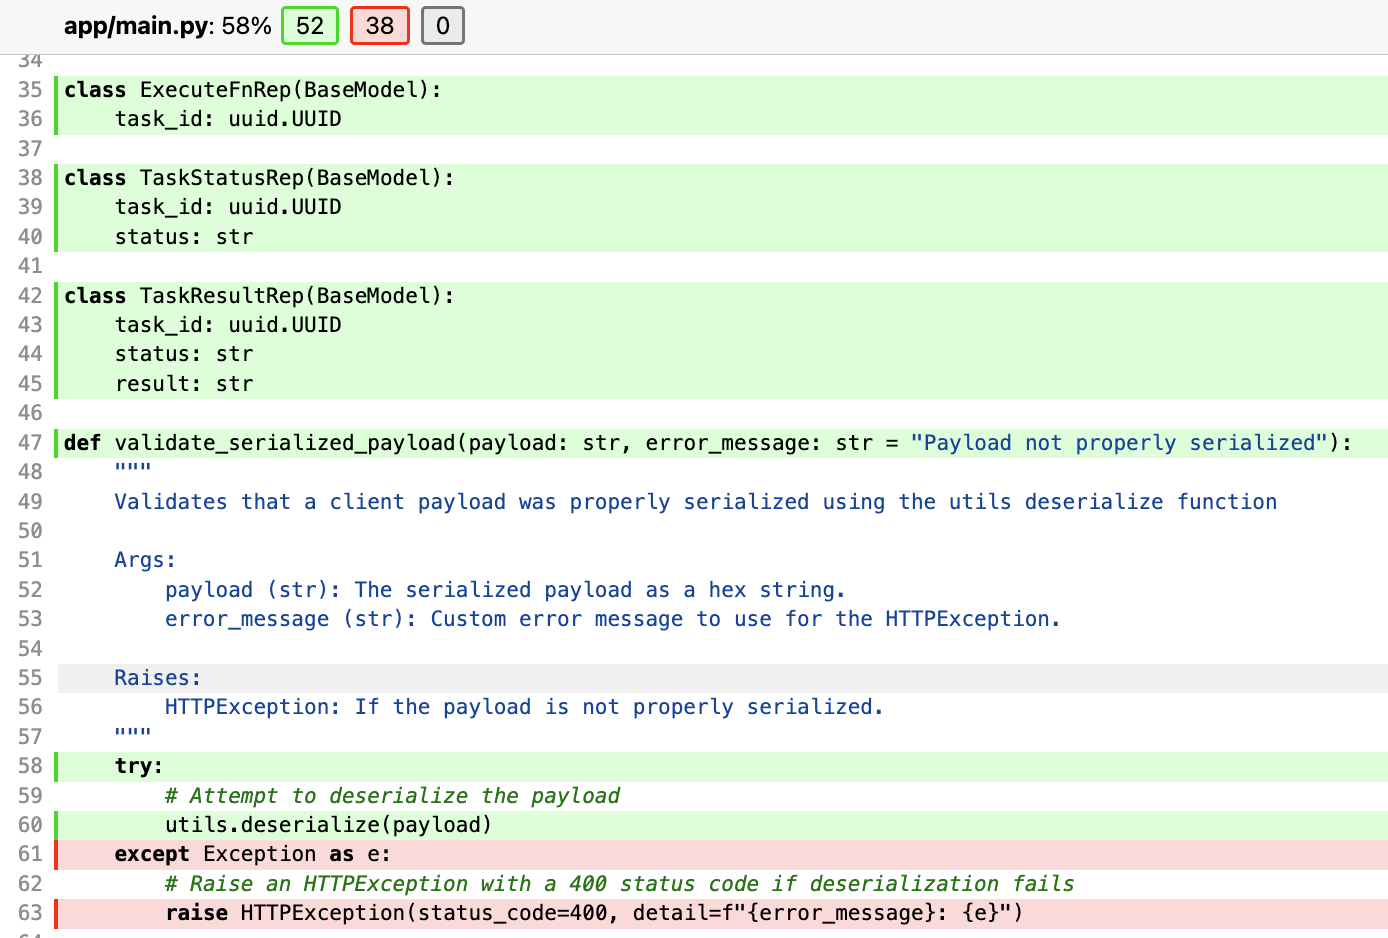 app/main.py: 58% 52 38 0
34
35 class ExecuteFnRep(BaseModel):
36     task_id: uuid.UUID
37
38 class TaskStatusRep(BaseModel):
39     task_id: uuid.UUID
40     status: str
41
42 class TaskResultRep(BaseModel):
43     task_id: uuid.UUID
44     status: str
45     result: str
46
47 def validate_serialized_payload(payload: str, error_message: str = "Payload not properly serialized"):
48     """
49     Validates that a client payload was properly serialized using the utils deserialize function
50
51     Args:
52         payload (str): The serialized payload as a hex string.
53         error_message (str): Custom error message to use for the HTTPException.
54
55     Raises:
56         HTTPException: If the payload is not properly serialized.
57     """
58     try:
59         # Attempt to deserialize the payload
60         utils.deserialize(payload)
61     except Exception as e:
62         # Raise an HTTPException with a 400 status code if deserialization fails
63         raise HTTPException(status_code=400, detail=f"{error_message}: {e}")